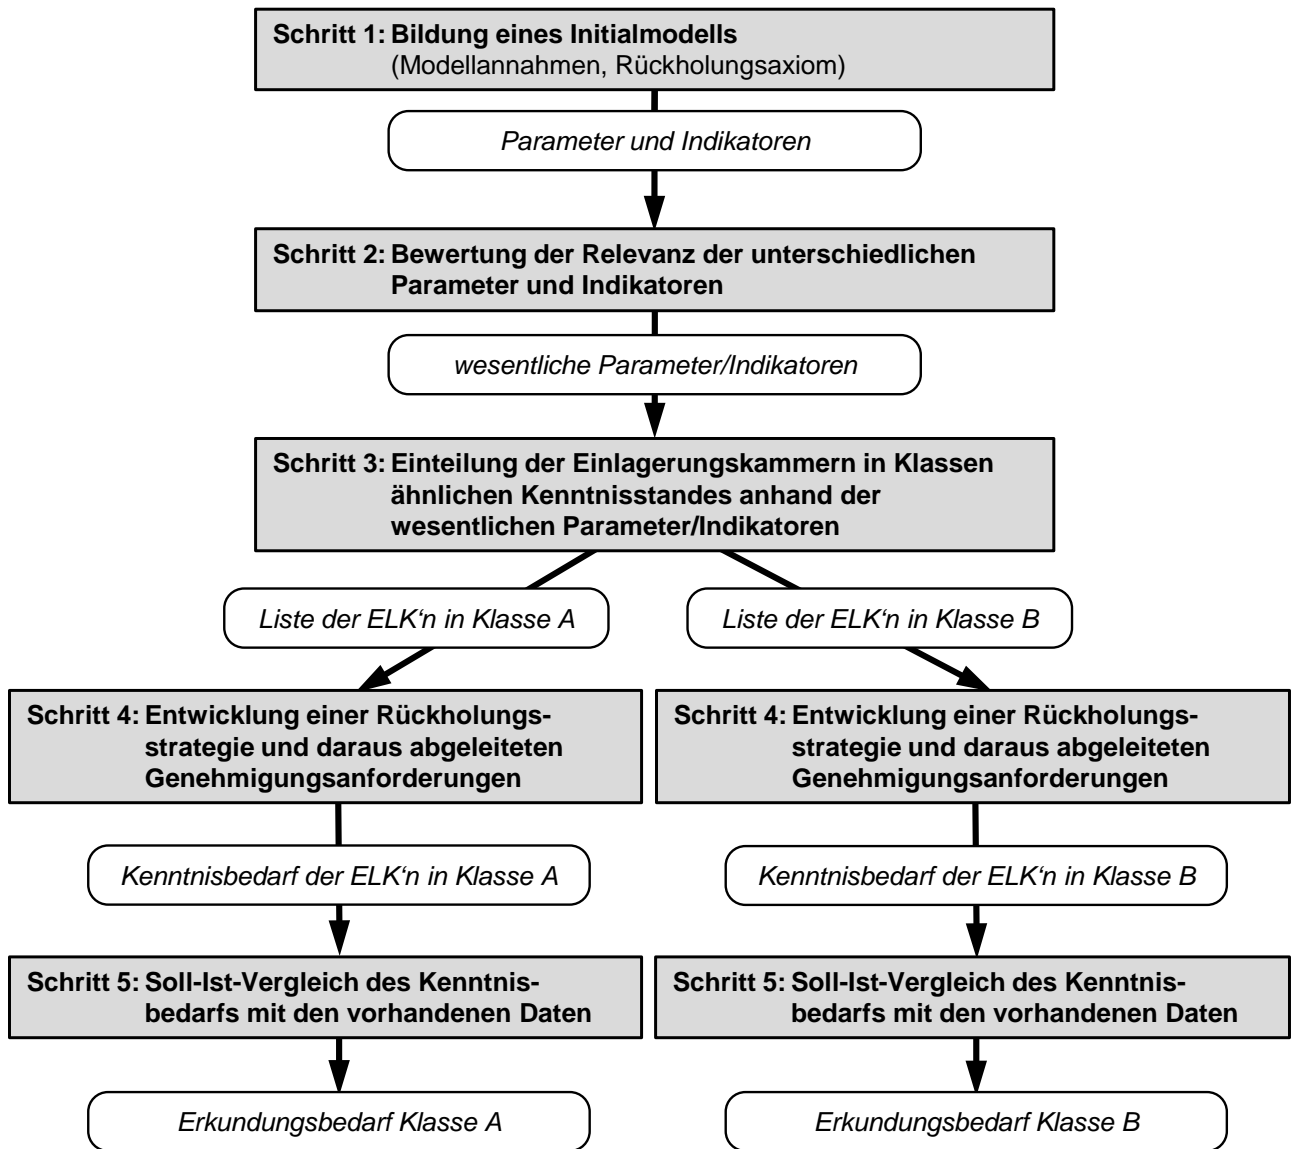 Schritt 1: Bildung eines Initialmodells
(Modellannahmen, Rückholungsaxiom)
Parameter und Indikatoren
Schritt 2: Bewertung der Relevanz der unterschiedlichen
Parameter und Indikatoren
wesentliche Parameter/Indikatoren
Schritt 3: Einteilung der Einlagerungskammern in Klassen
ähnlichen Kenntnisstandes anhand der
wesentlichen Parameter/Indikatoren
Liste der ELK‘n in Klasse A
Liste der ELK‘n in Klasse B
Schritt 4: Entwicklung einer Rückholungs-
strategie und daraus abgeleiteten
Genehmigungsanforderungen
Schritt 4: Entwicklung einer Rückholungs-
strategie und daraus abgeleiteten
Genehmigungsanforderungen
Kenntnisbedarf der ELK‘n in Klasse A
Kenntnisbedarf der ELK‘n in Klasse B
Schritt 5: Soll-Ist-Vergleich des Kenntnis-
bedarfs mit den vorhandenen Daten
Schritt 5: Soll-Ist-Vergleich des Kenntnis-
bedarfs mit den vorhandenen Daten
Erkundungsbedarf Klasse A
Erkundungsbedarf Klasse B